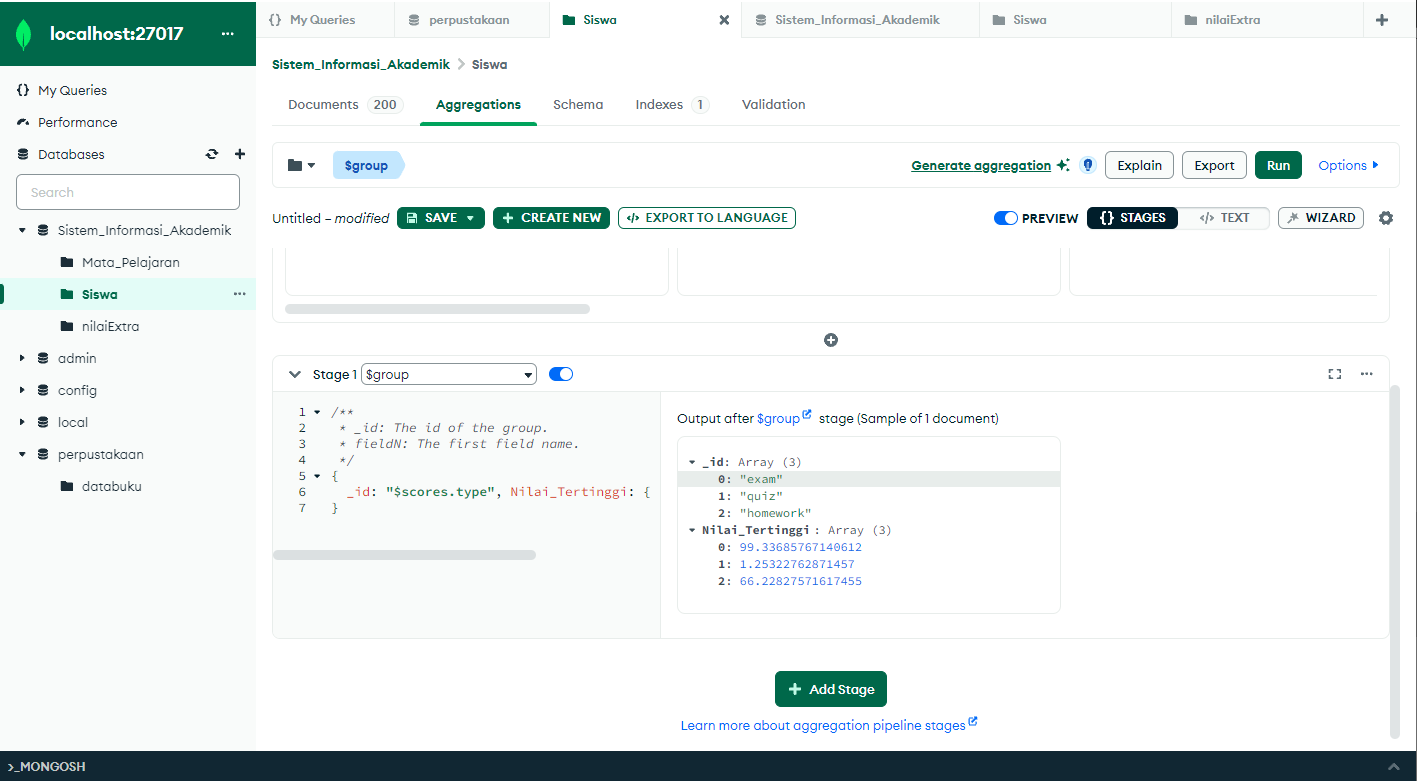 localhost:27017 ...
My Queries
Performance
Databases
Search
Sistem_Informasi_Akademik
Mata_Pelajaran
Siswa ...
nilaiExtra
admin
config
local
perpustakaan
databuku
{} My Queries perpustakaan Siswa Sistem_Informasi_Akademik Siswa nilaiExtra
Sistem_Informasi_Akademik > Siswa
Documents 200 Aggregations Schema Indexes 1 Validation
$group Generate aggregation Explain Export Run Options
Untitled – modified SAVE + CREATE NEW </> EXPORT TO LANGUAGE PREVIEW {} STAGES </> TEXT WIZARD
Stage 1 $group ...
1 /**
2 * _id: The id of the group.
3 * fieldN: The first field name.
4 */
5 {
6 _id: "$scores.type", Nilai_Tertinggi: {
7 }
Output after $group stage (Sample of 1 document)
_id: Array (3)
0: "exam"
1: "quiz"
2: "homework"
Nilai_Tertinggi : Array (3)
0: 99.33685767140612
1: 1.25322762871457
2: 66.22827571617455
+ Add Stage
Learn more about aggregation pipeline stages
>_MONGOSH